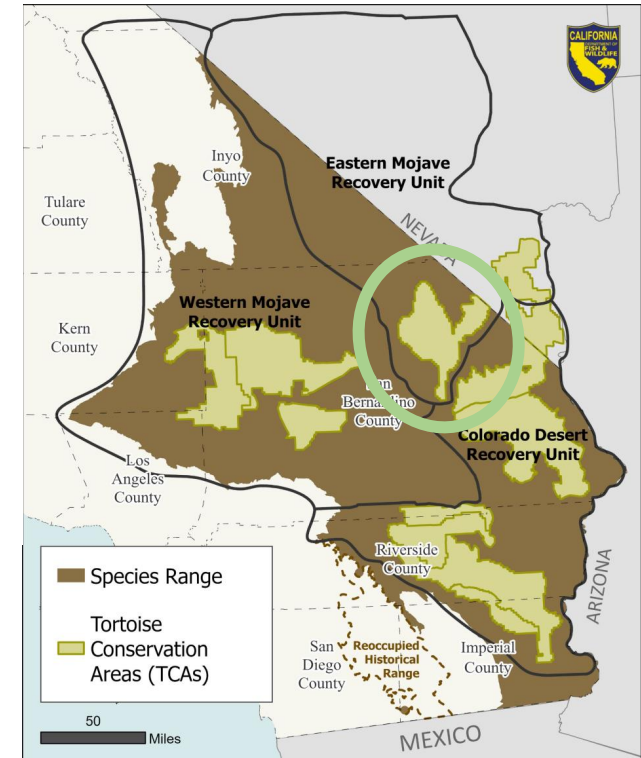 CALIFORNIA
DEPARTMENT OF
FISH &
WILDLIFE
Inyo
County
Eastern Mojave
Recovery Unit
Tulare
County
NEVADA
Western Mojave
Recovery Unit
Kern
County
San
Bernardino
County
Colorado Desert
Recovery Unit
Los
Angeles
County
Riverside
County
ARIZONA
Species Range
Tortoise
Conservation
Areas (TCAs)
San
Diego
County
Reoccupied
Historical
Range
Imperial
County
50
Miles
MEXICO